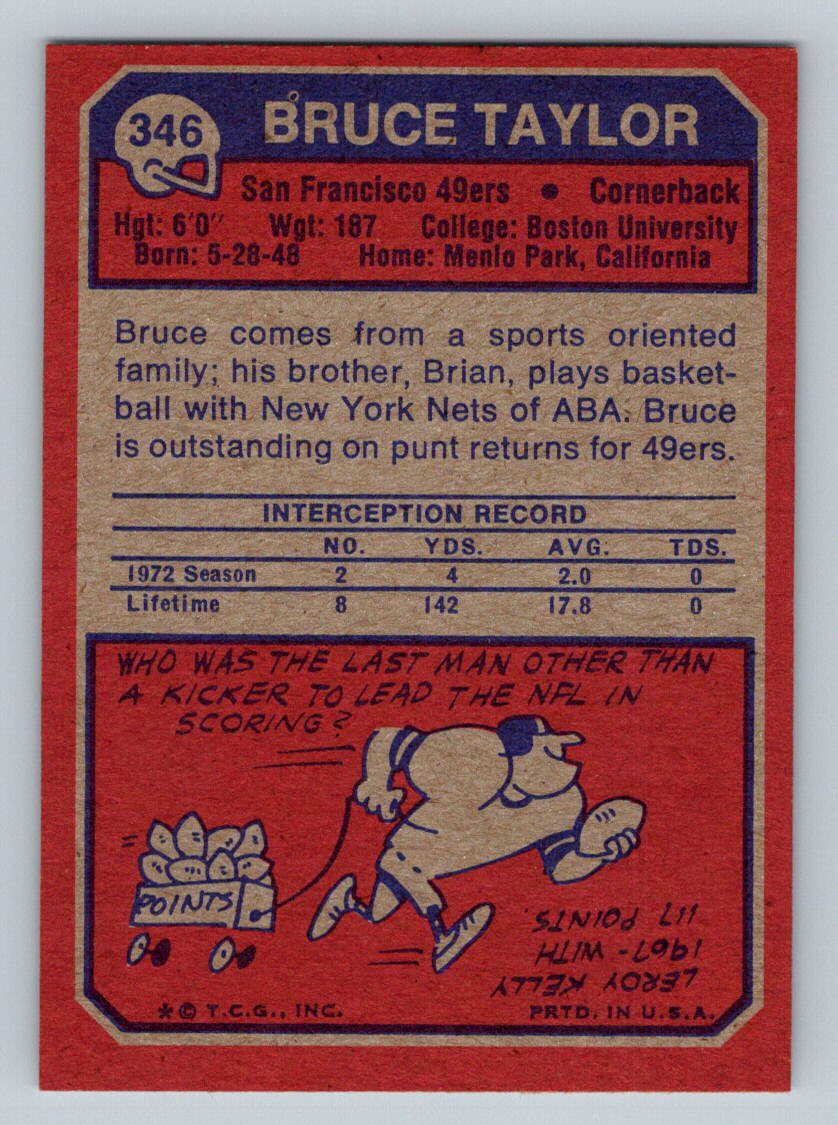 346
BRUCE TAYLOR
San Francisco 49ers • Cornerback
Hgt: 6'0" Wgt: 187 College: Boston University
Born: 5-28-48 Home: Menlo Park, California
Bruce comes from a sports oriented
family; his brother, Brian, plays basket-
ball with New York Nets of ABA. Bruce
is outstanding on punt returns for 49ers.
INTERCEPTION RECORD
NO. YDS. AVG. TDS.
1972 Season 2 4 2.0 0
Lifetime 8 142 17.8 0
WHO WAS THE LAST MAN OTHER THAN
A KICKER TO LEAD THE NFL IN
SCORING?
POINTS
LEROY KELLY
1967 - WITH
117 POINTS.
* © T.C.G., INC. PRTD. IN U.S.A.